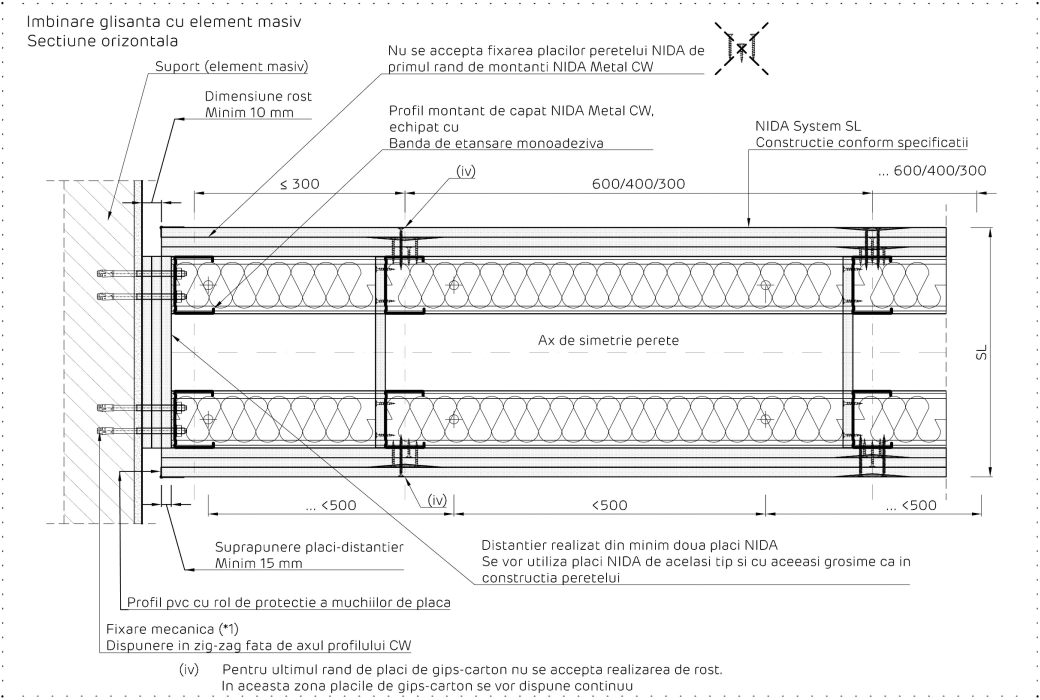 Imbinare glisanta cu element masiv
Sectiune orizontala
Suport (element masiv)
Nu se accepta fixarea placilor peretelui NIDA de
primul rand de montanti NIDA Metal CW
Dimensiune rost
Minim 10 mm
Profil montant de capat NIDA Metal CW,
echipat cu
Banda de etansare monoadeziva
NIDA System SL
Constructie conform specificatii
(iv)
≤ 300
600/400/300
... 600/400/300
Ax de simetrie perete
SL
(iv)
... <500
<500
... <500
Suprapunere placi-distantier
Minim 15 mm
Distantier realizat din minim doua placi NIDA
Se vor utiliza placi NIDA de acelasi tip si cu aceeasi grosime ca in
constructia peretelui
Profil pvc cu rol de protectie a muchiilor de placa
Fixare mecanica (*1)
Dispunere in zig-zag fata de axul profilului CW
(iv) Pentru ultimul rand de placi de gips-carton nu se accepta realizarea de rost.
In aceasta zona placile de gips-carton se vor dispune continuu